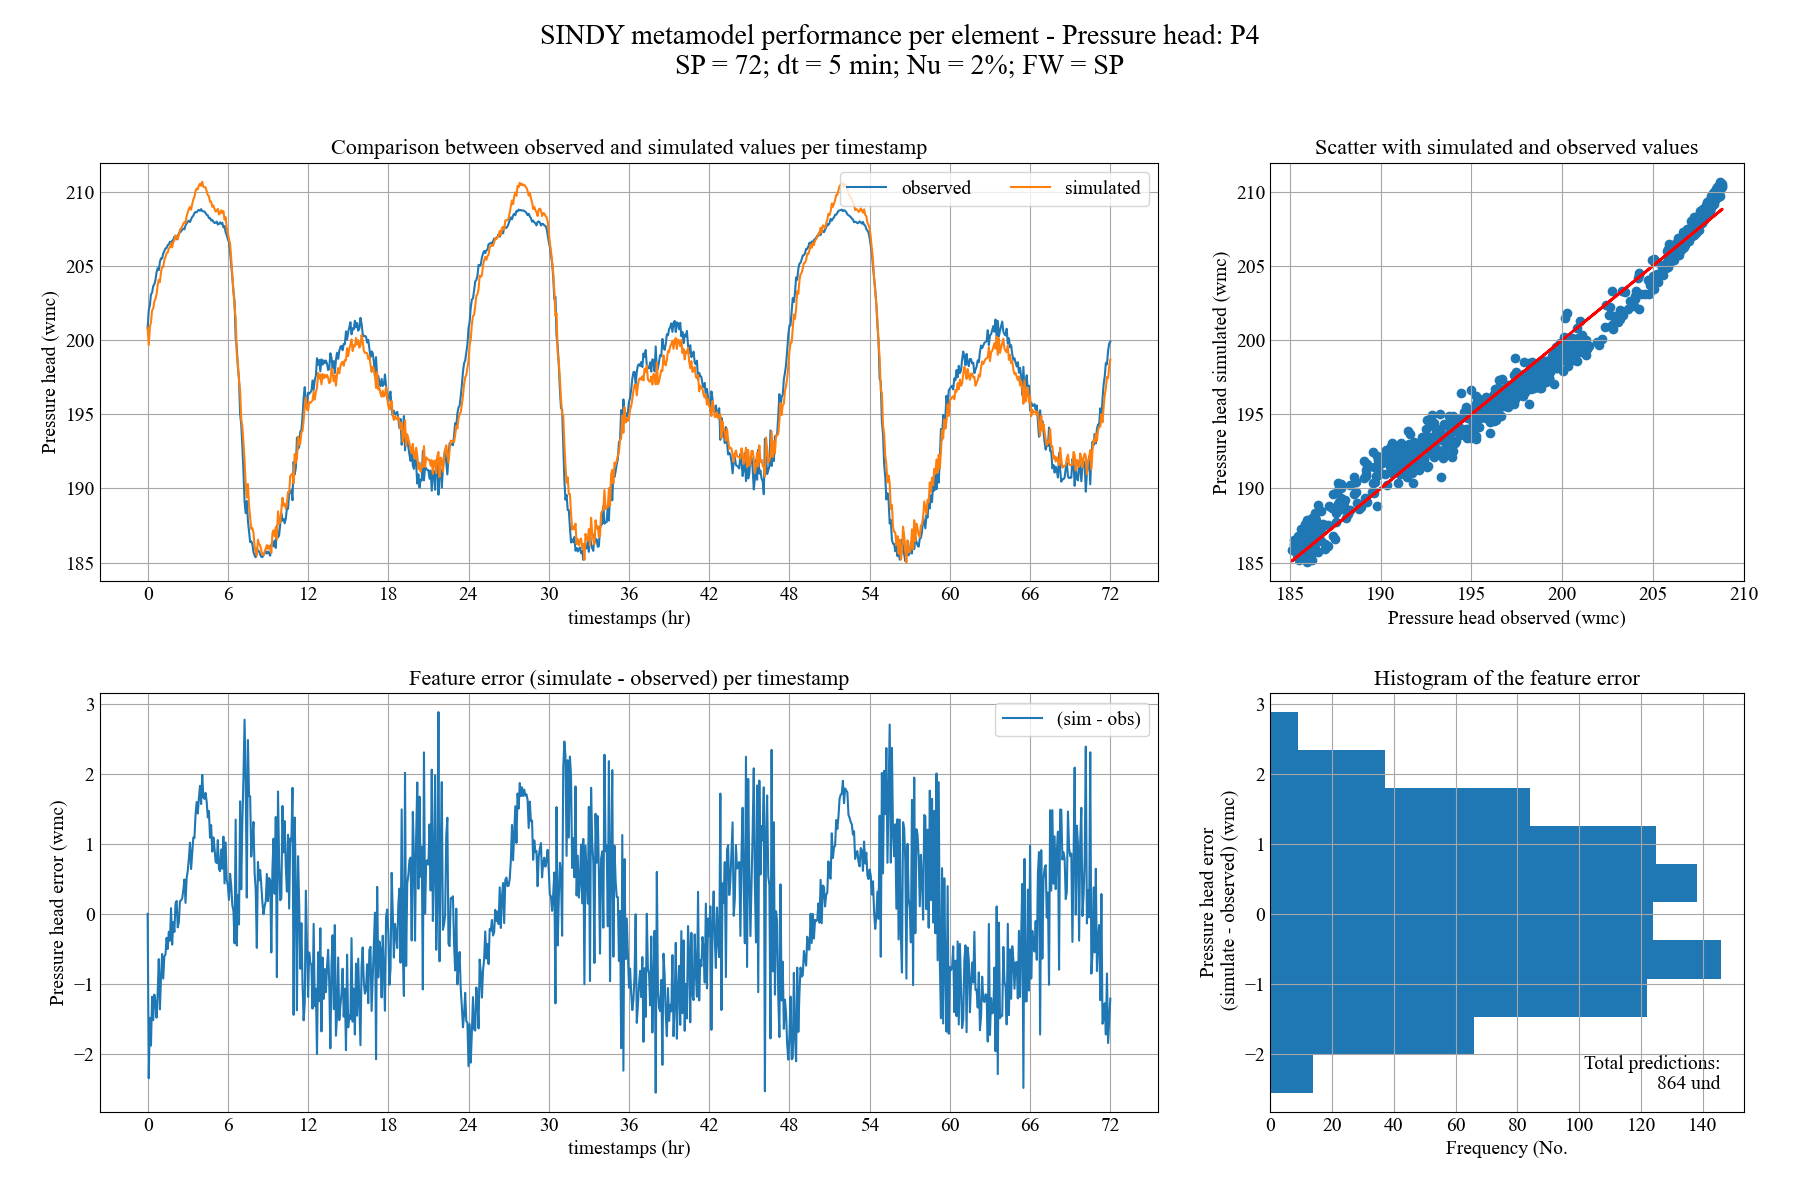 SINDY metamodel performance per element - Pressure head: P4
SP = 72; dt = 5 min; Nu = 2%; FW = SP
Comparison between observed and simulated values per timestamp
observed
simulated
Pressure head (wmc)
210
205
200
195
190
185
0 6 12 18 24 30 36 42 48 54 60 66 72
timestamps (hr)
Scatter with simulated and observed values
Pressure head simulated (wmc)
210
205
200
195
190
185
185 190 195 200 205 210
Pressure head observed (wmc)
Feature error (simulate - observed) per timestamp
(sim - obs)
Pressure head error (wmc)
3
2
1
0
−1
−2
0 6 12 18 24 30 36 42 48 54 60 66 72
timestamps (hr)
Histogram of the feature error
Pressure head error
(simulate - observed) (wmc)
3
2
1
0
−1
−2
Total predictions:
864 und
0 20 40 60 80 100 120 140
Frequency (No.